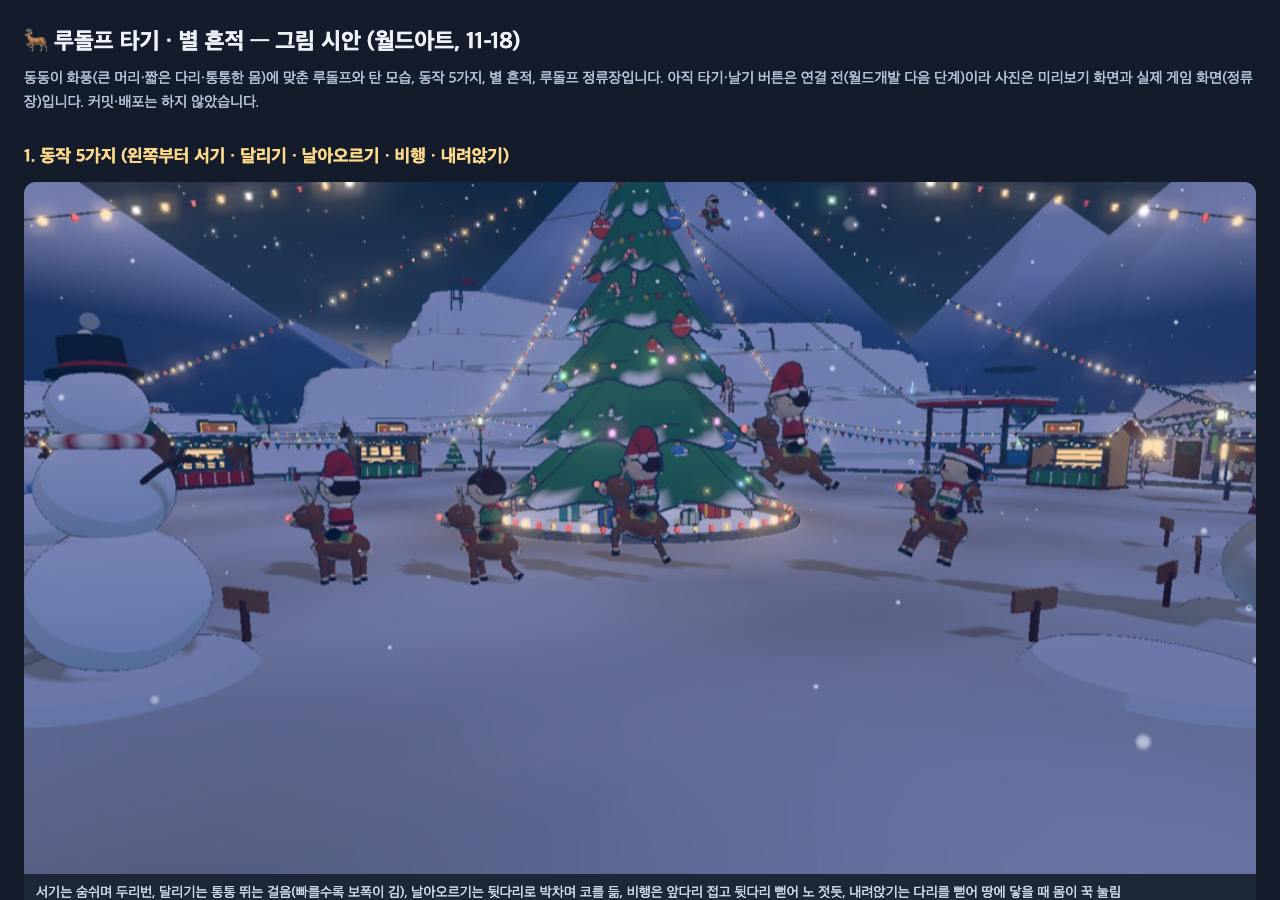 🦌 루돌프 타기 · 별 흔적 — 그림 시안 (월드아트, 11-18)
동동이 화풍(큰 머리·짧은 다리·통통한 몸)에 맞춘 루돌프와 탄 모습, 동작 5가지, 별 흔적, 루돌프 정류장입니다. 아직 타기·날기 버튼은 연결 전(월드개발 다음 단계)이라 사진은 미리보기 화면과 실제 게임 화면(정류
장)입니다. 커밋·배포는 하지 않았습니다.
1. 동작 5가지 (왼쪽부터 서기 · 달리기 · 날아오르기 · 비행 · 내려앉기)
서기는 숨쉬며 두리번, 달리기는 통통 뛰는 걸음(빠를수록 보폭이 김), 날아오르기는 뒷다리로 박차며 코를 듦, 비행은 앞다리 접고 뒷다리 뻗어 노 젓듯, 내려앉기는 다리를 뻗어 땅에 닿을 때 몸이 꾹 눌림